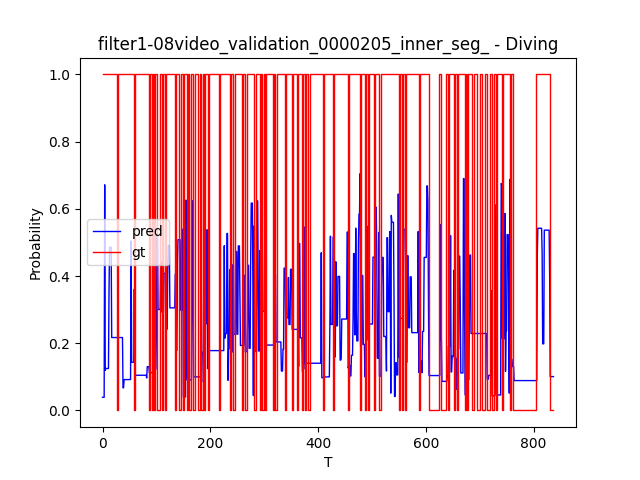 filter1-08video_validation_0000205_inner_seg_ - Diving
1.0
0.8
0.6
0.4
0.2
0.0
Probability
pred
gt
0
200
400
600
800
T